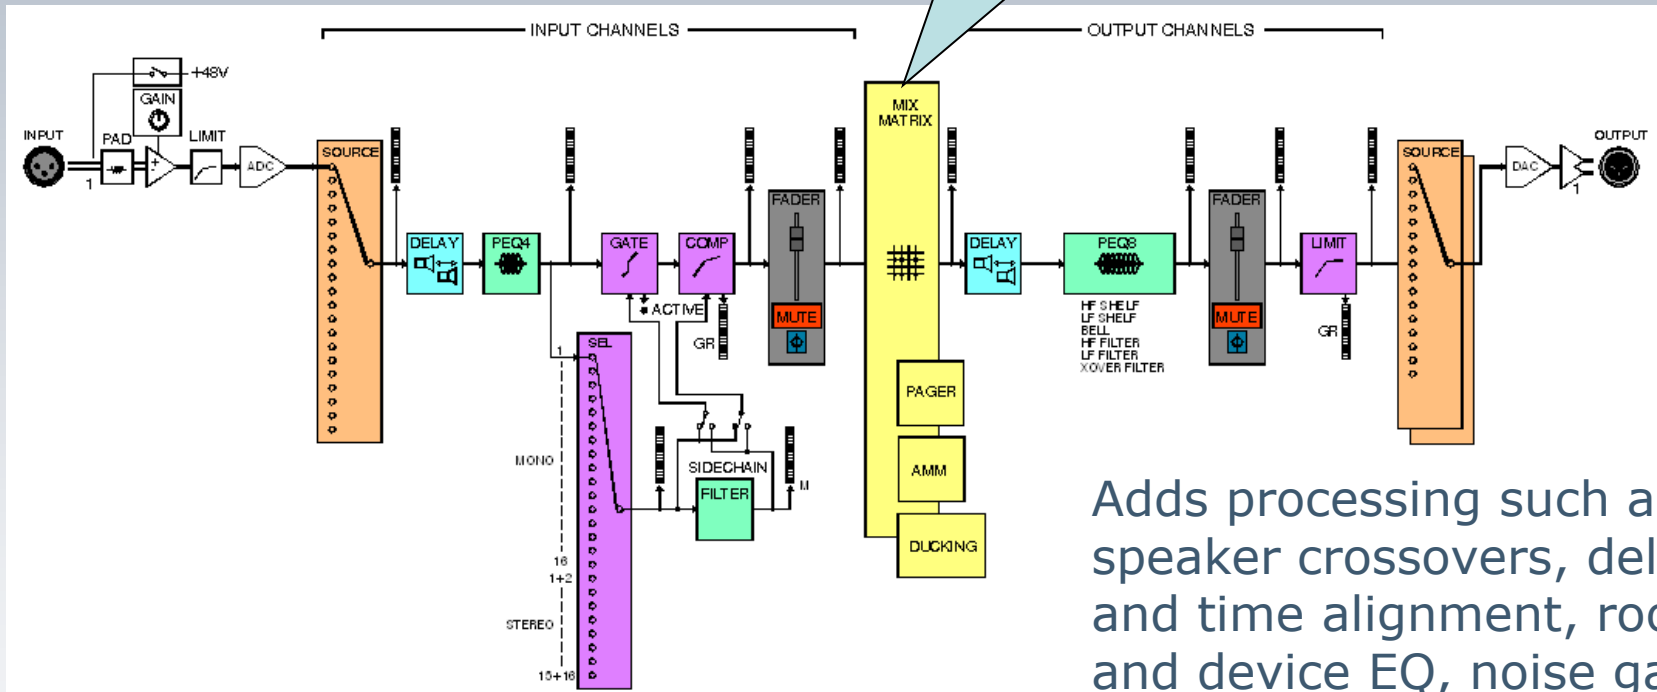 INPUT CHANNELS
OUTPUT CHANNELS
+48V
GAIN
INPUT
PAD
LIMIT
1
ADC
SOURCE
DELAY
PEQ4
GATE
COMP
ACTIVE
GR
FADER
MUTE
MIX
MATRIX
PAGER
AMM
DUCKING
SEL
1
MONO
16
1+2
STEREO
15+16
SIDECHAIN
FILTER
M
DELAY
PEQ8
HF SHELF
LF SHELF
BELL
HF FILTER
LF FILTER
XOVER FILTER
FADER
MUTE
LIMIT
GR
SOURCE
DAC
1
OUTPUT
Adds processing such a
speaker crossovers, del
and time alignment, roo
and device EQ, noise ga